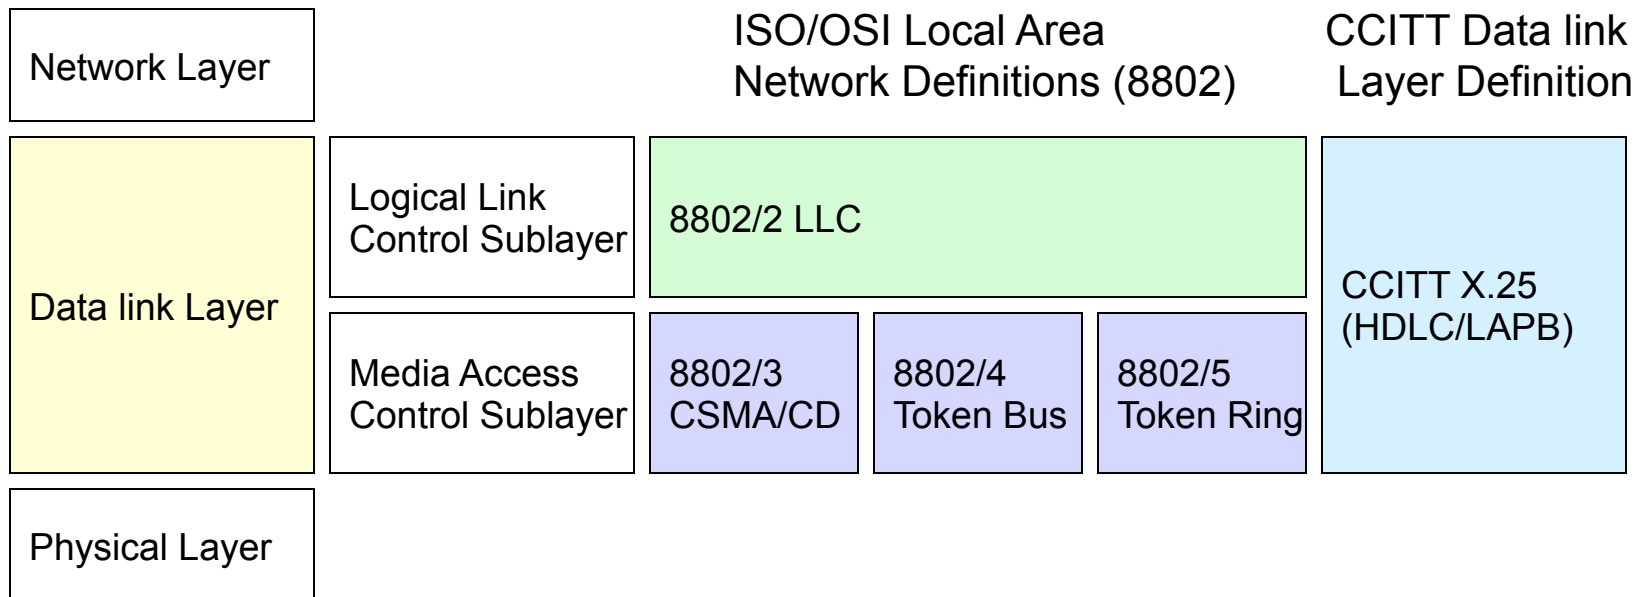 Network Layer
ISO/OSI Local Area
Network Definitions (8802)
CCITT Data link
Layer Definition
Data link Layer
Logical Link
Control Sublayer
8802/2 LLC
CCITT X.25
(HDLC/LAPB)
Media Access
Control Sublayer
8802/3
CSMA/CD
8802/4
Token Bus
8802/5
Token Ring
Physical Layer